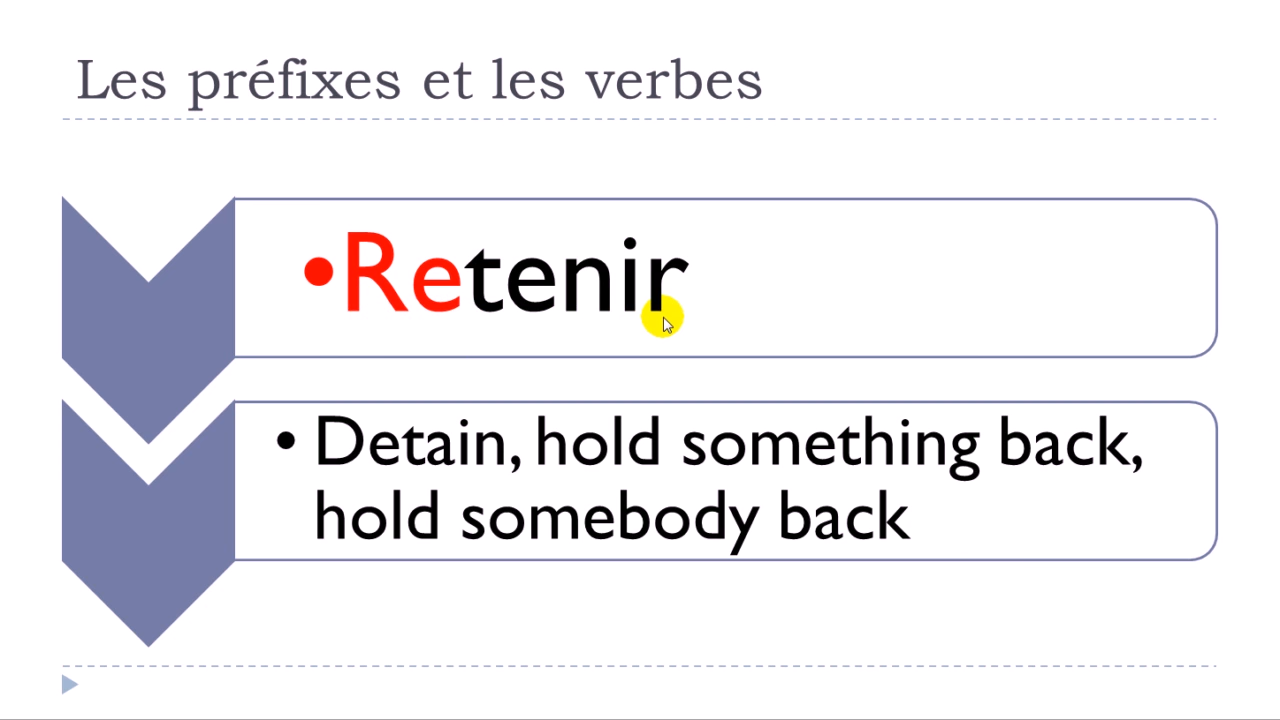 Les préfixes et les verbes
•Retenir
• Detain, hold something back,
hold somebody back